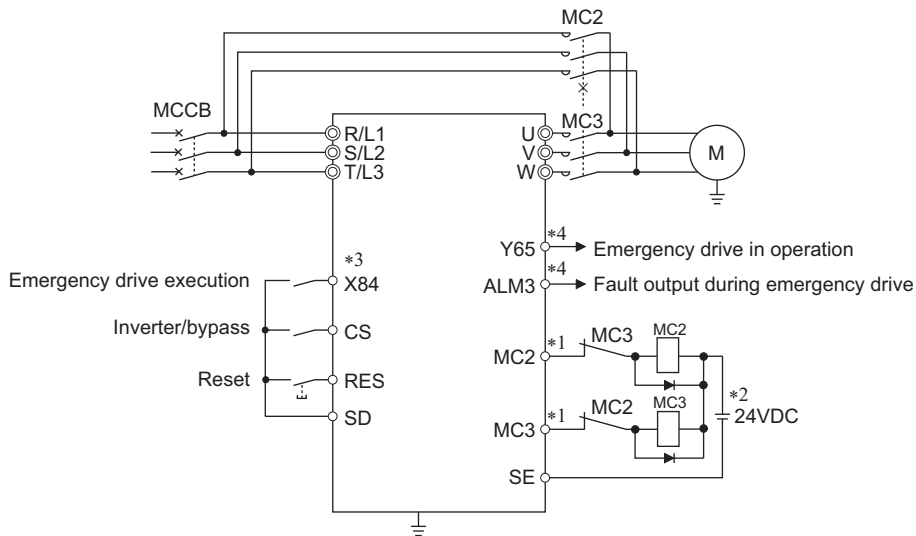 MC2
MCCB
R/L1
S/L2
T/L3
U
V
W
MC3
M
*3
Emergency drive execution
X84
Inverter/bypass
CS
Reset
RES
SD
*4
Y65
Emergency drive in operation
*4
ALM3
Fault output during emergency drive
*1
MC2
MC3
MC2
*1
MC3
MC2
MC3
*2
24VDC
SE